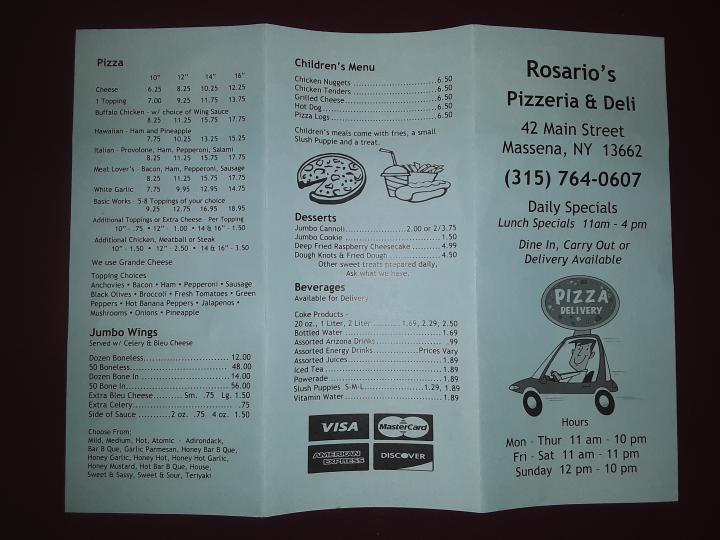 Pizza
10" 12" 14" 16"
Cheese 6.25 8.25 10.25 12.25
1 Topping 7.00 9.25 11.75 13.75
Buffalo Chicken - w/ choice of Wing Sauce
8.25 11.25 15.75 17.75
Hawaiian - Ham and Pineapple
7.75 10.25 13.25 15.25
Italian - Provolone, Ham, Pepperoni, Salami
8.25 11.25 15.75 17.75
Meat Lover's - Bacon, Ham, Pepperoni, Sausage
8.25 11.25 15.75 17.75
White Garlic 7.75 9.95 12.95 14.75
Basic Works - 5-8 Toppings of your choice
9.25 12.75 16.95 18.95
Additional Toppings or Extra Cheese - Per Topping
10" - .75 • 12" - 1.00 • 14 & 16" - 1.50
Additional Chicken, Meatball or Steak
10" - 1.50 • 12" - 2.50 • 14 & 16" - 3.50
We use Grande Cheese
Topping Choices
Anchovies • Bacon • Ham • Pepperoni • Sausage
Black Olives • Broccoli • Fresh Tomatoes • Green
Peppers • Hot Banana Peppers • Jalapenos •
Mushrooms • Onions • Pineapple
Jumbo Wings
Served w/ Celery & Bleu Cheese
Dozen Boneless 12.00
50 Boneless 48.00
Dozen Bone In 14.00
50 Bone In 56.00
Extra Bleu Cheese Sm. .75 Lg. 1.50
Extra Celery .75
Side of Sauce 2 oz. .75 4 oz. 1.50
Choose From:
Mild, Medium, Hot, Atomic - Adirondack,
Bar B Que, Garlic Parmesan, Honey Bar B Que,
Honey Garlic, Honey Hot, Honey Hot Garlic,
Honey Mustard, Hot Bar B Que, House,
Sweet & Sassy, Sweet & Sour, Teriyaki
Children's Menu
Chicken Nuggets 6.50
Chicken Tenders 6.50
Grilled Cheese 6.50
Hot Dog 6.50
Pizza Logs 6.50
Children's meals come with fries, a small
Slush Puppie and a treat.
Desserts
Jumbo Cannoli 2.00 or 2/3.75
Jumbo Cookie 1.50
Deep Fried Raspberry Cheesecake 4.99
Dough Knots & Fried Dough 4.50
Other sweet treats prepared daily,
Ask what we have.
Beverages
Available for Delivery
Coke Products -
20 oz., 1 Liter, 2 Liter 1.69, 2.29, 2.50
Bottled Water 1.69
Assorted Arizona Drinks .99
Assorted Energy Drinks Prices Vary
Assorted Juices 1.89
Iced Tea 1.89
Powerade 1.89
Slush Puppies S-M-L 1.29, 1.89
Vitamin Water 1.89
VISA MasterCard
AMERICAN EXPRESS DISCOVER
Rosario's
Pizzeria & Deli
42 Main Street
Massena, NY 13662
(315) 764-0607
Daily Specials
Lunch Specials 11am - 4 pm
Dine In, Carry Out or
Delivery Available
PIZZA
DELIVERY
Hours
Mon - Thur 11 am - 10 pm
Fri - Sat 11 am - 11 pm
Sunday 12 pm - 10 pm